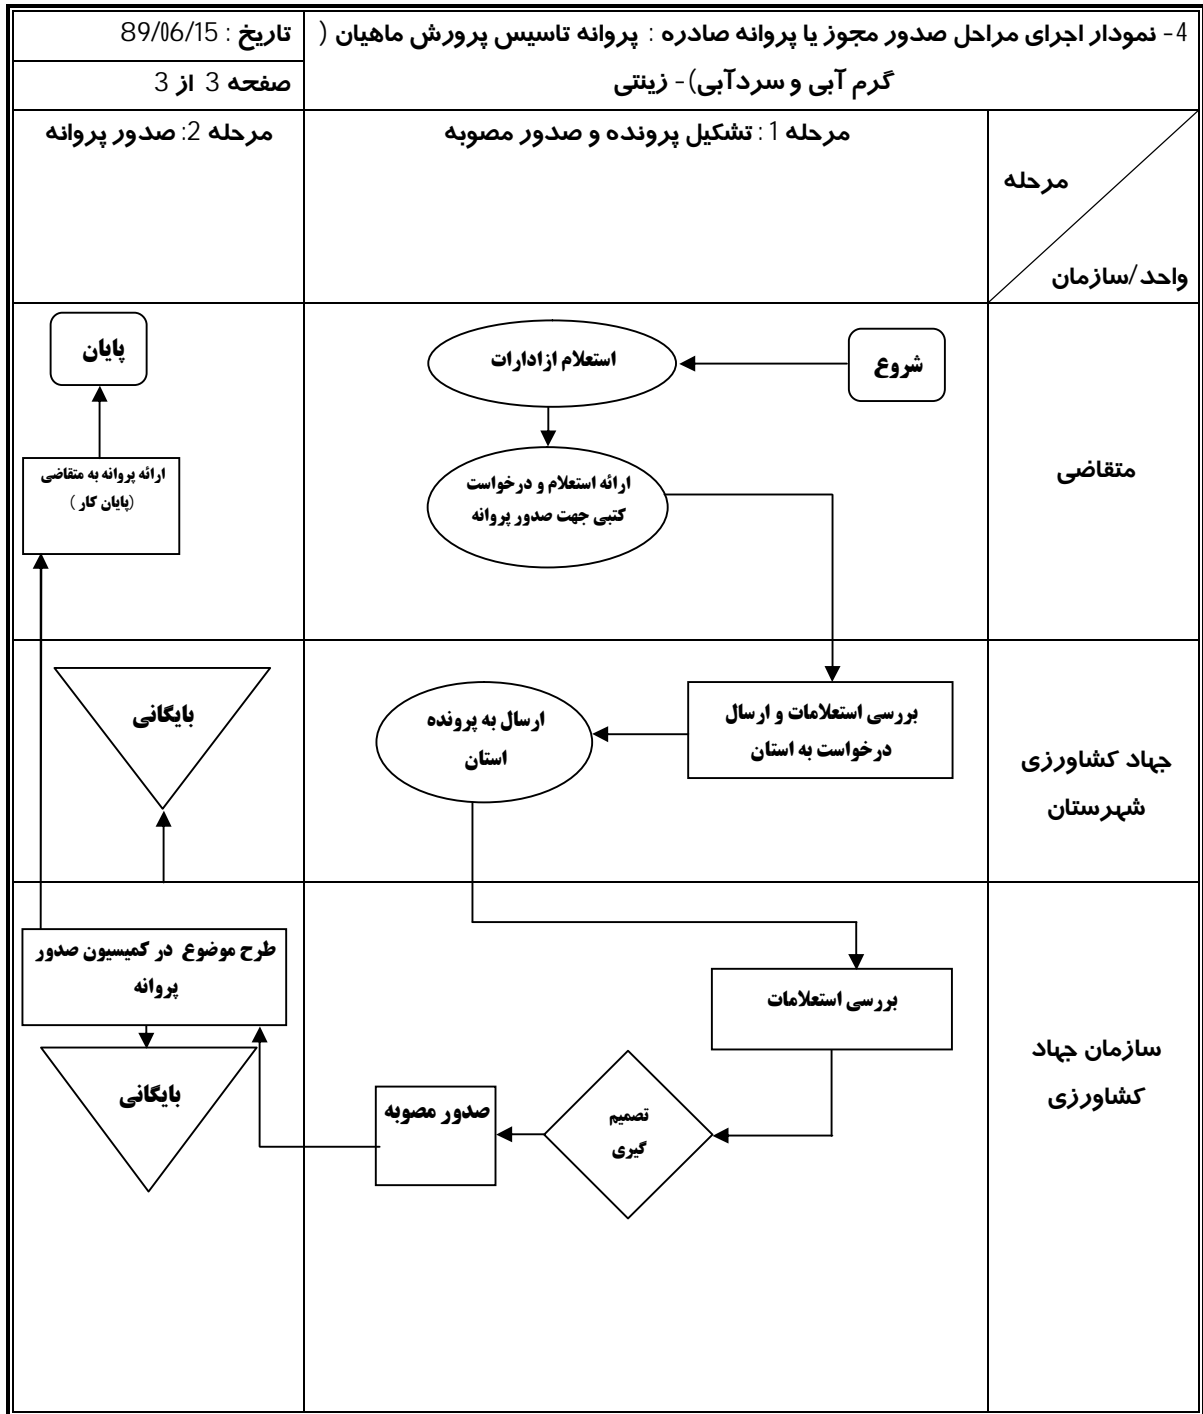 4- نمودار اجرای مراحل صدور مجوز یا پروانه صادره : پروانه تاسیس پرورش ماهیان (
گرم آبی و سردآبی)- زینتی
تاریخ : 89/06/15
صفحه 3 از 3
مرحله
واحد/سازمان
مرحله 1 : تشکیل پرونده و صدور مصوبه
مرحله 2: صدور پروانه
متقاضی
شروع
استعلام ازادارات
ارائه استعلام و درخواست
کتبی جهت صدور پروانه
پایان
ارائه پروانه به متقاضی
(پایان کار )
جهاد کشاورزی
شهرستان
بررسی استعلامات و ارسال
درخواست به استان
ارسال به پرونده
استان
بایگانی
سازمان جهاد
کشاورزی
بررسی استعلامات
تصمیم
گیری
صدور مصوبه
طرح موضوع در کمیسیون صدور
پروانه
بایگانی